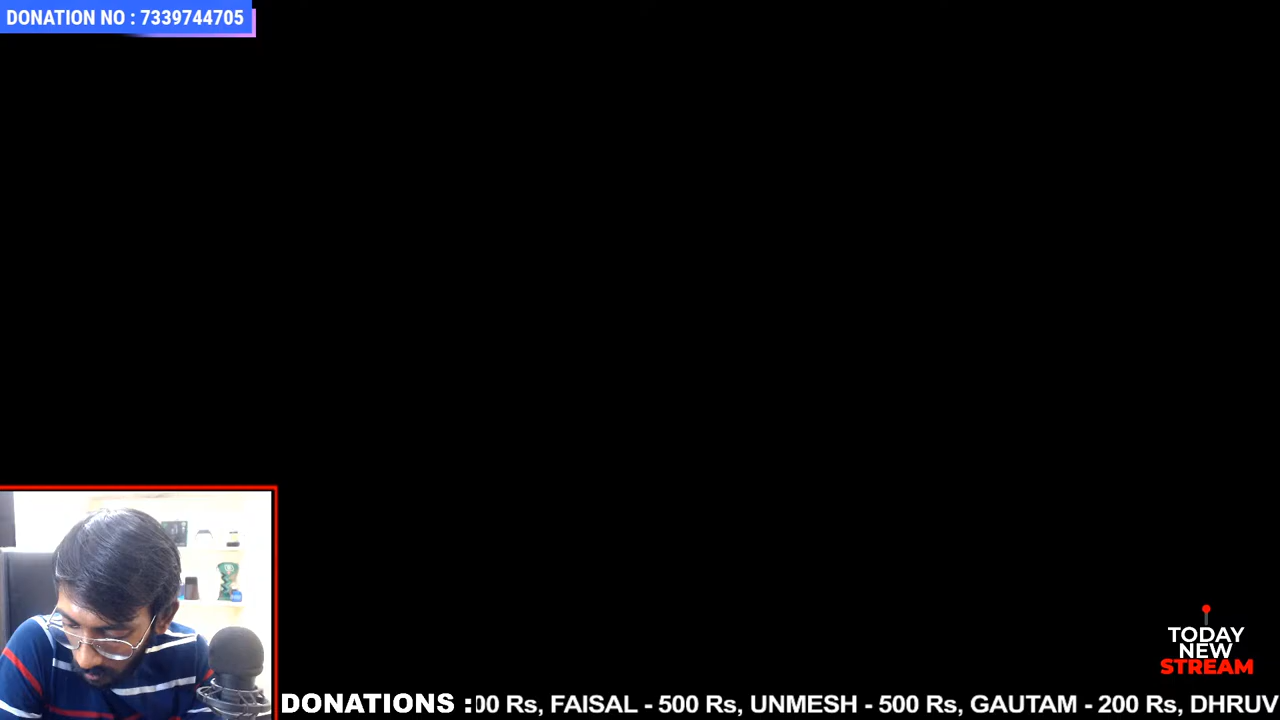 DONATION NO : 7339744705
TODAY
NEW
STREAM
DONATIONS : 00 Rs, FAISAL - 500 Rs, UNMESH - 500 Rs, GAUTAM - 200 Rs, DHRUV